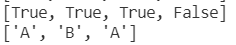 [True, True, True, False]
['A', 'B', 'A']